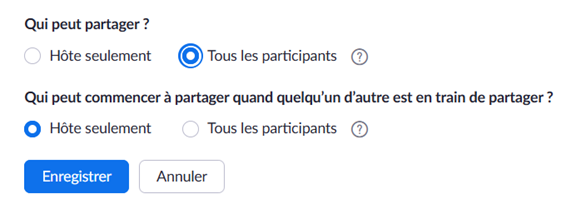 Qui peut partager ?
Hôte seulement Tous les participants ?
Qui peut commencer à partager quand quelqu’un d’autre est en train de partager ?
Hôte seulement Tous les participants ?
Enregistrer Annuler